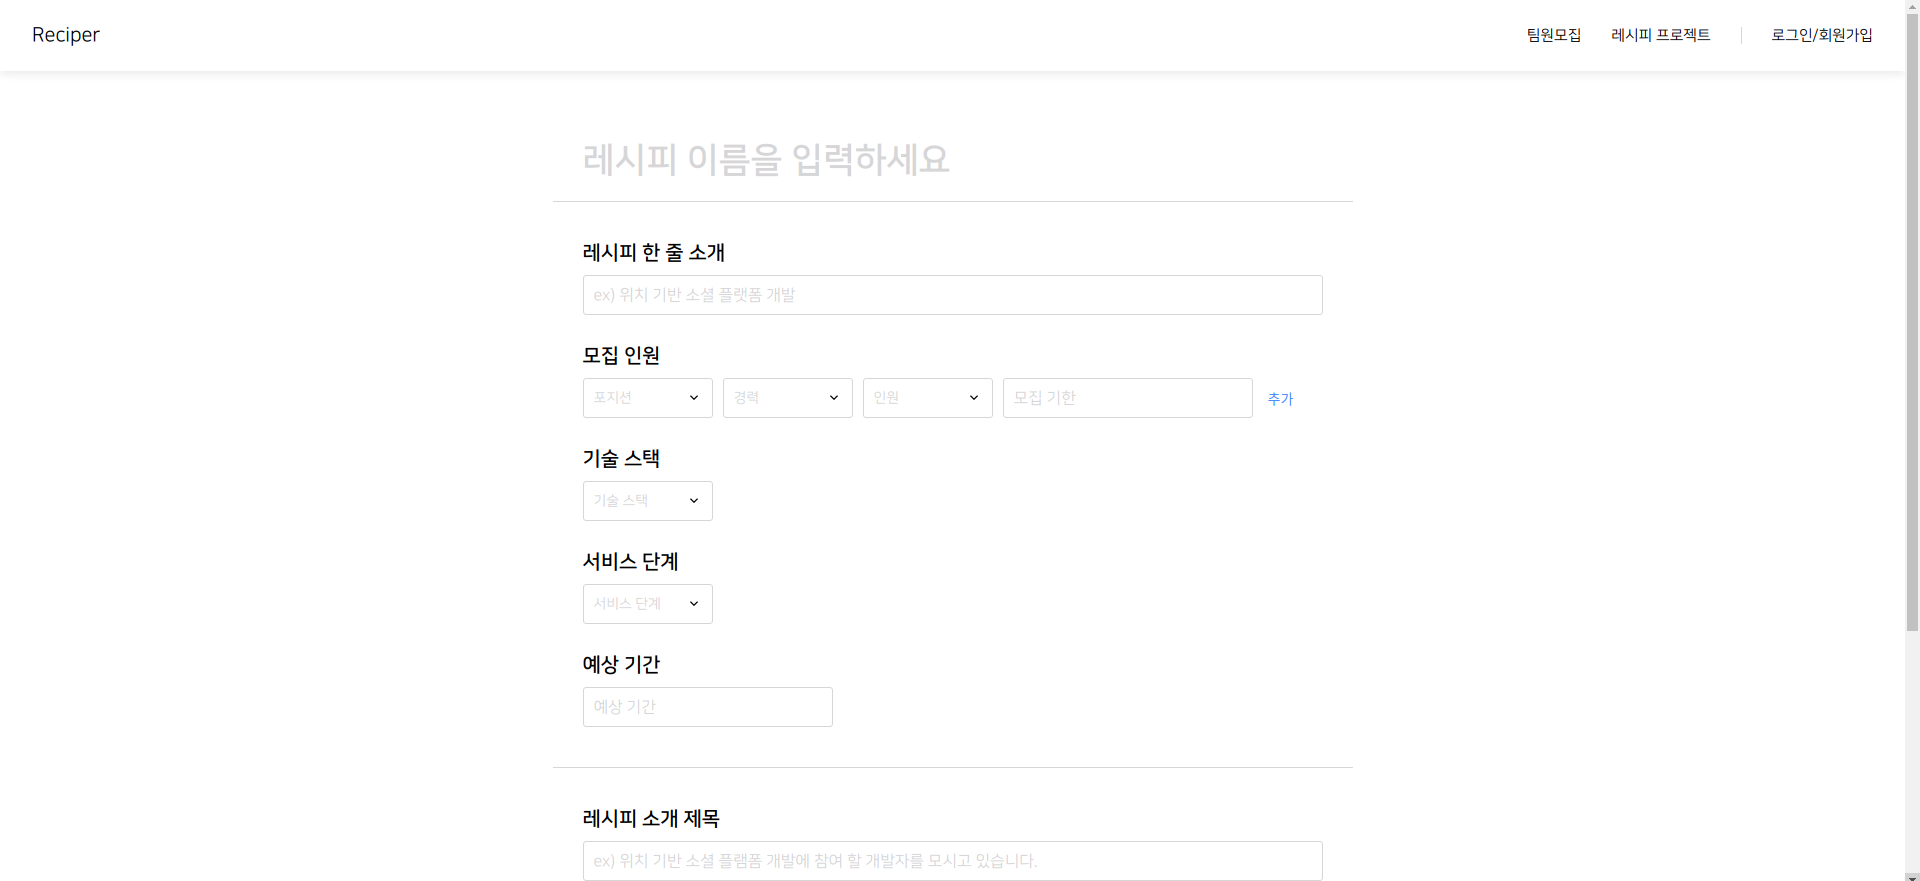 Reciper
팀원모집 레시피 프로젝트 로그인/회원가입
레시피 이름을 입력하세요
레시피 한 줄 소개
ex) 위치 기반 소셜 플랫폼 개발
모집 인원
포지션 경력 인원 모집 기한 추가
기술 스택
기술 스택
서비스 단계
서비스 단계
예상 기간
예상 기간
레시피 소개 제목
ex) 위치 기반 소셜 플램폼 개발에 참여 할 개발자를 모시고 있습니다.